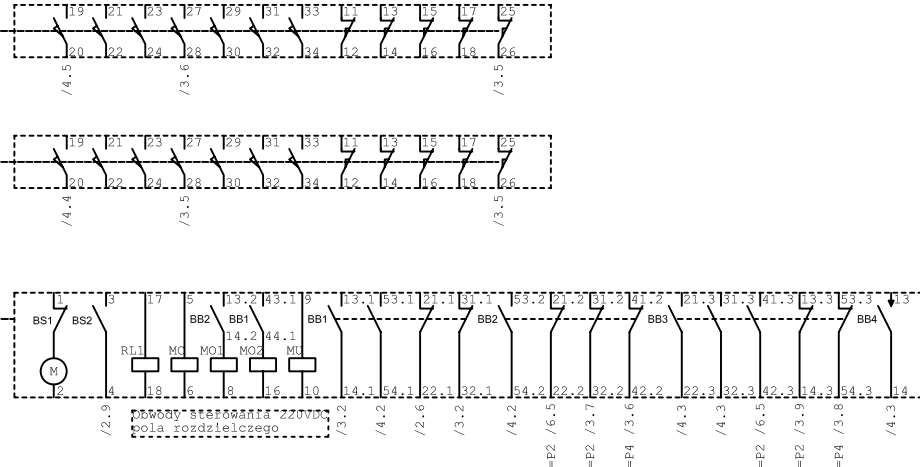 19 21 23 27 29 31 33 11 13 15 17 25
20 22 24 28 30 32 34 12 14 16 18 26
/4.5 /3.6 /3.5
19 21 23 27 29 31 33 11 13 15 17 25
20 22 24 28 30 32 34 12 14 16 18 26
/4.4 /3.5 /3.5
1 3 17 5 13.2 43.1 9 13.1 53.1 21.1 31.1 53.2 21.2 31.2 41.2 21.3 31.3 41.3 13.3 53.3 13
BS1 BS2 BB2 BB1 BB1 BB2 BB3 BB4
14.2 44.1
RL1 MC MO1 MO2 MU
M
2 4 18 6 8 16 10 14.1 54.1 22.1 32.1 54.2 22.2 32.2 42.2 22.3 32.3 42.3 14.3 54.3 14
/2.9 /3.2 /4.2 /2.6 /3.2 /4.2 =P2 /6.5 =P2 /3.7 =P4 /3.6 /4.3 /4.3 =P2 /6.5 =P2 /3.9 =P4 /3.8 /4.3
Obwody sterowania 220VDC
pola rozdzielczego